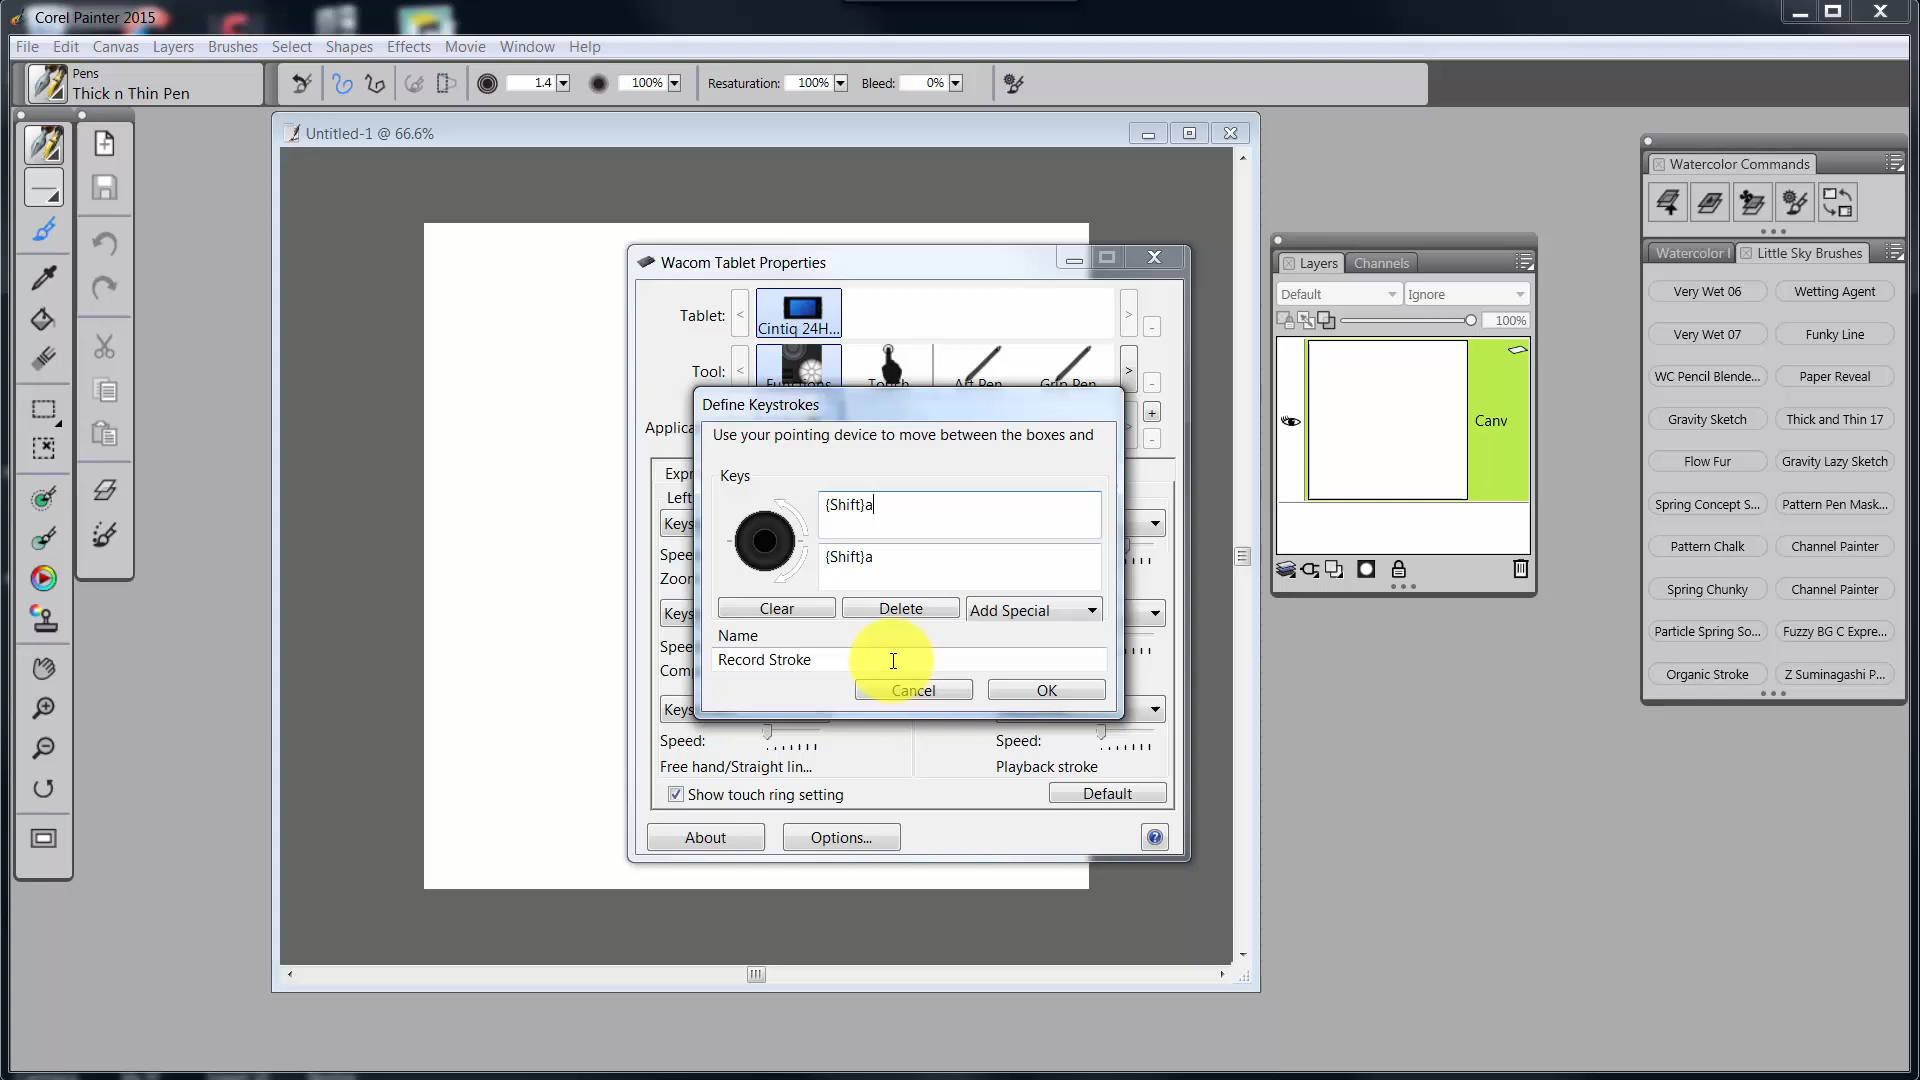 Corel Painter 2015
File Edit Canvas Layers Brushes Select Shapes Effects Movie Window Help
Pens
Thick n Thin Pen
1.4 100% Resaturation: 100% Bleed: 0%
Untitled-1 @ 66.6%
Watercolor Commands
Watercolor I Little Sky Brushes
Very Wet 06 Wetting Agent
Very Wet 07 Funky Line
WC Pencil Blende... Paper Reveal
Gravity Sketch Thick and Thin 17
Flow Fur Gravity Lazy Sketch
Spring Concept S... Pattern Pen Mask...
Pattern Chalk Channel Painter
Spring Chunky Channel Painter
Particle Spring So... Fuzzy BG C Expre...
Organic Stroke Z Suminagashi P...
Layers Channels
Default Ignore
100%
Canv
Wacom Tablet Properties
Tablet: < Cintiq 24H... > -
Tool: < Functions Touch Art Pen Grip Pen > -
Applica + -
Expr
Left
Keys
Spee
Zoon
Keys
Spee
Com
Keys
Speed: Speed:
Free hand/Straight lin... Playback stroke
Show touch ring setting Default
About Options... ?
Define Keystrokes
Use your pointing device to move between the boxes and
Keys
{Shift}a
{Shift}a
Clear Delete Add Special
Name
Record Stroke
Cancel OK